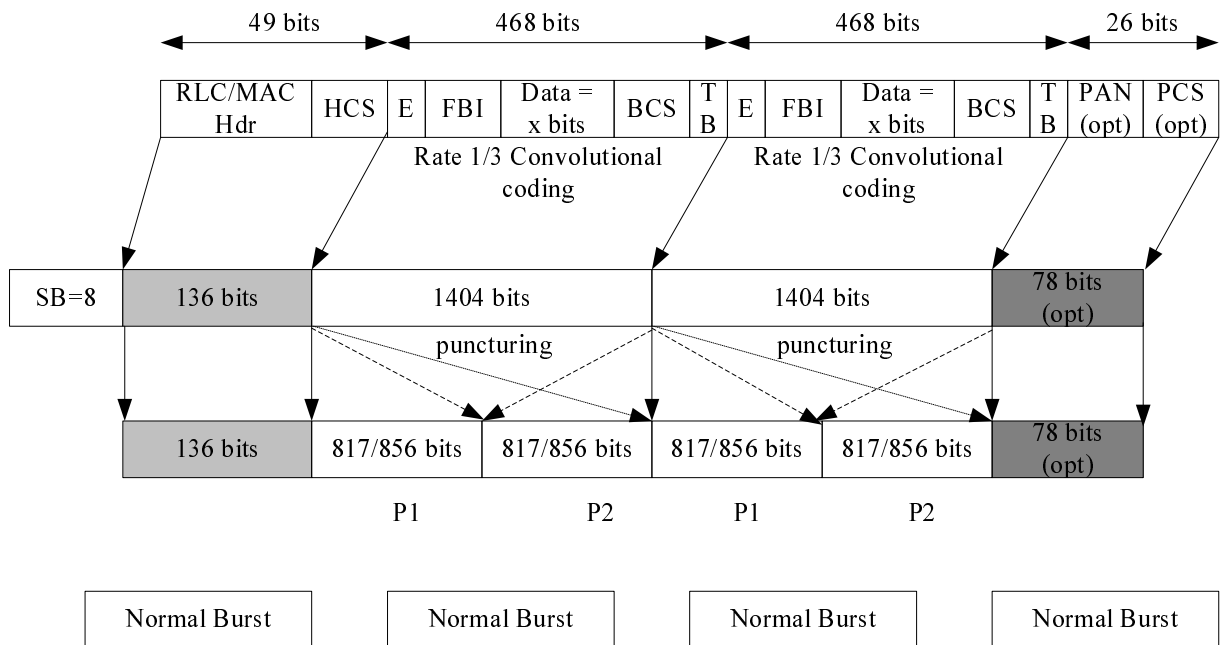 49 bits 468 bits 468 bits 26 bits
RLC/MAC Hdr HCS E FBI Data = x bits BCS TB E FBI Data = x bits BCS TB PAN (opt) PCS (opt)
Rate 1/3 Convolutional coding Rate 1/3 Convolutional coding
SB=8 136 bits 1404 bits 1404 bits 78 bits (opt)
puncturing puncturing
136 bits 817/856 bits 817/856 bits 817/856 bits 817/856 bits 78 bits (opt)
P1 P2 P1 P2
Normal Burst Normal Burst Normal Burst Normal Burst